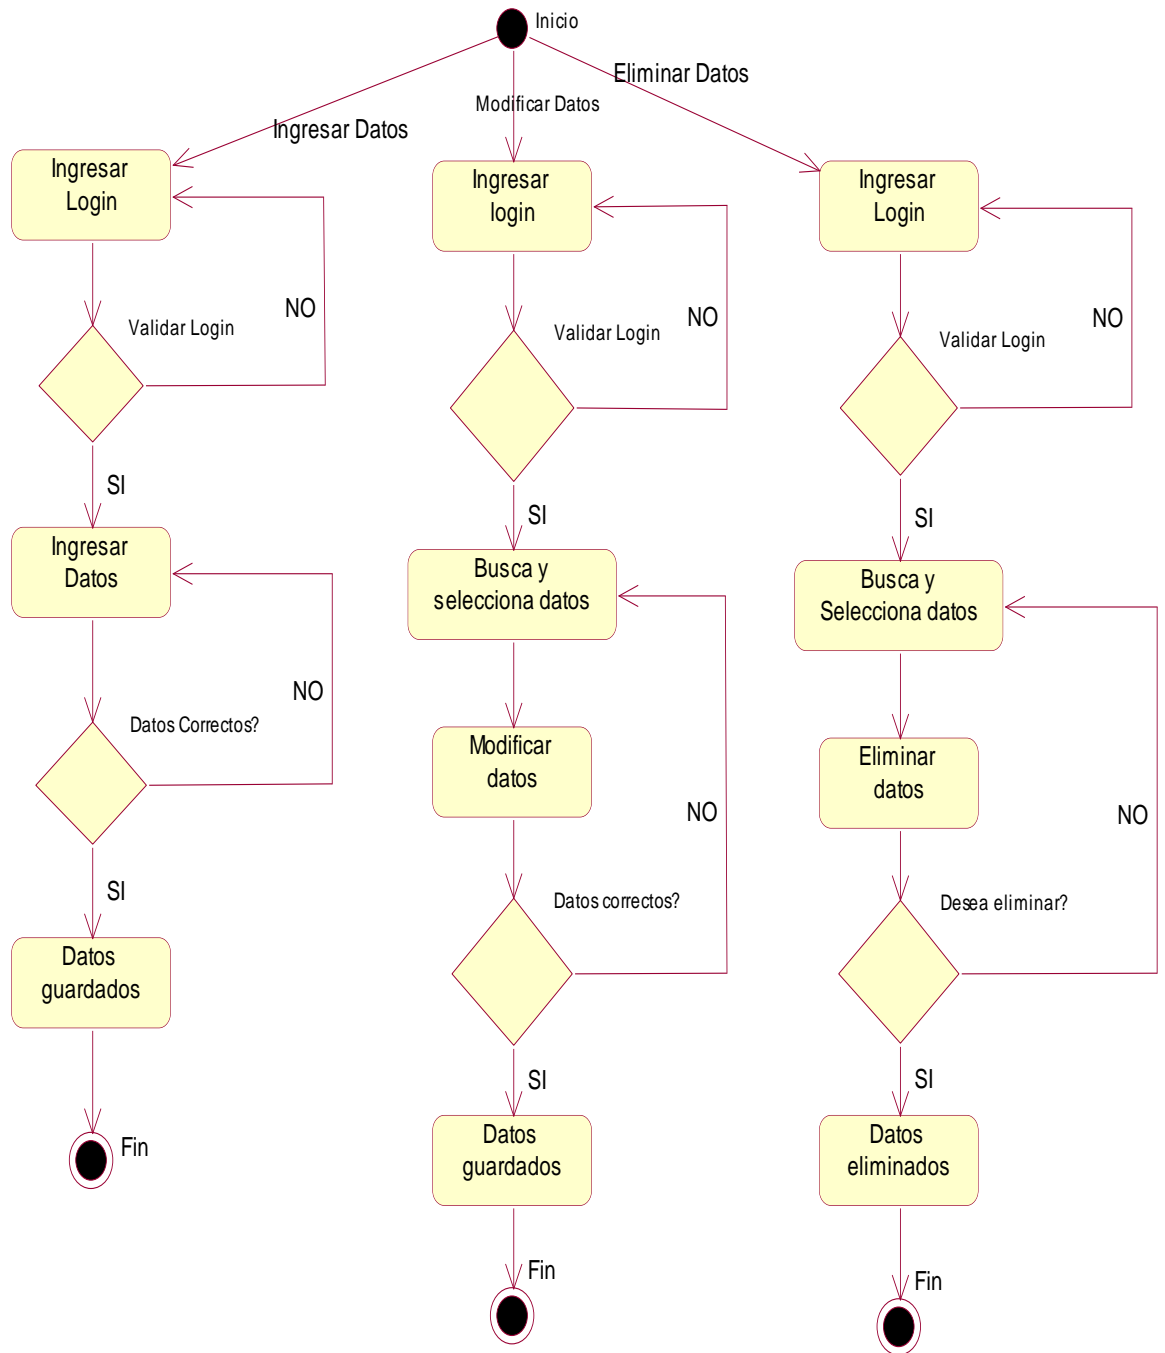 Inicio
Eliminar Datos
Modificar Datos
Ingresar Datos
Ingresar
Login
NO
Validar Login
SI
Ingresar
Datos
NO
Datos Correctos?
SI
Datos
guardados
Fin
Ingresar
login
NO
Validar Login
SI
Busca y
selecciona datos
Modificar
datos
NO
Datos correctos?
SI
Datos
guardados
Fin
Ingresar
Login
NO
Validar Login
SI
Busca y
Selecciona datos
Eliminar
datos
NO
Desea eliminar?
SI
Datos
eliminados
Fin